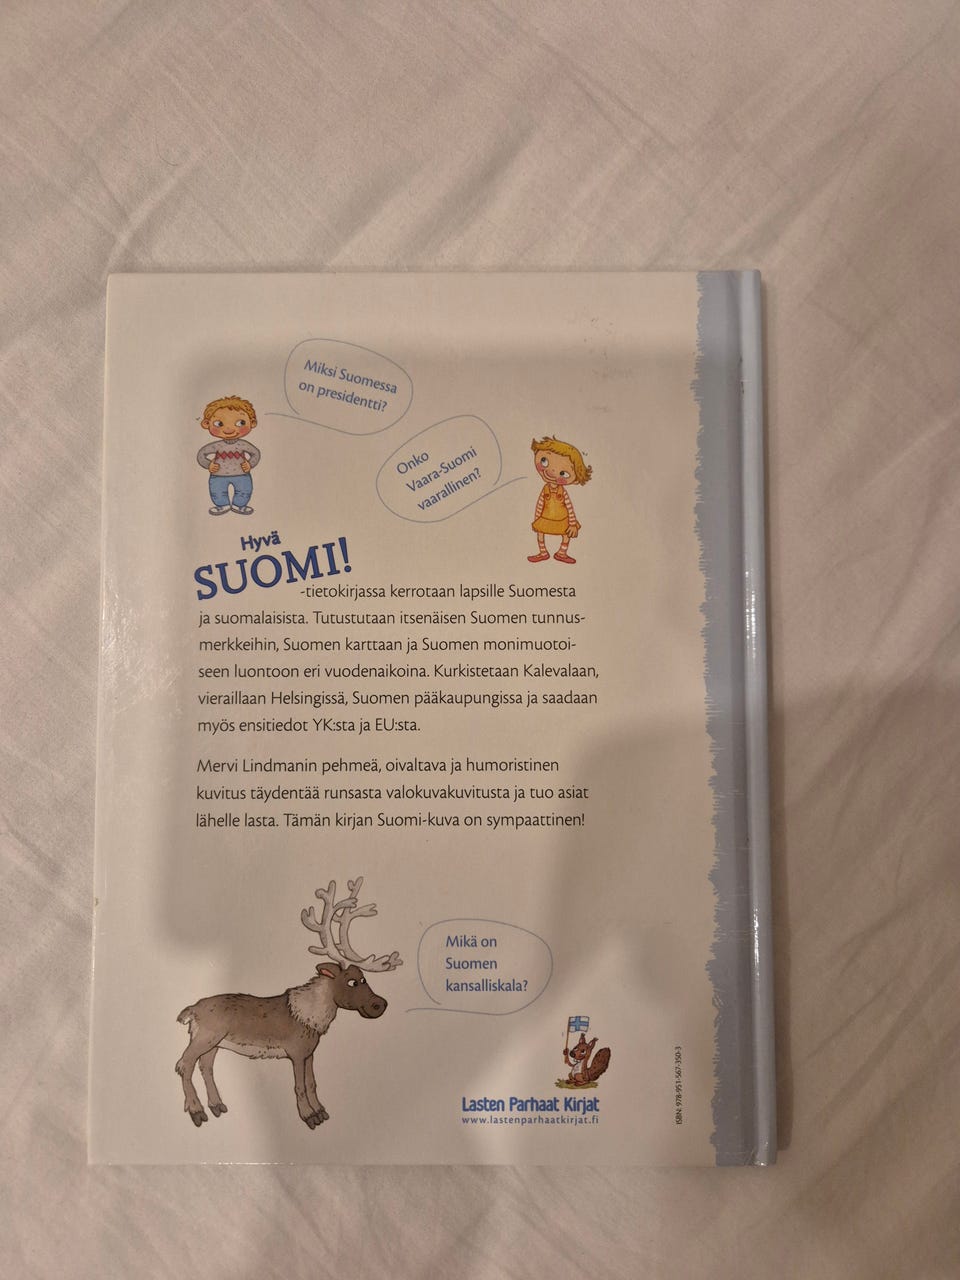 Miksi Suomessa
on presidentti?
Onko
Vaara-Suomi
vaarallinen?
Hyvä
SUOMI!
-tietokirjassa kerrotaan lapsille Suomesta
ja suomalaisista. Tutustutaan itsenäisen Suomen tunnus-
merkkeihin, Suomen karttaan ja Suomen monimuotoi-
seen luontoon eri vuodenaikoina. Kurkistetaan Kalevalaan,
vieraillaan Helsingissä, Suomen pääkaupungissa ja saadaan
myös ensitiedot YK:sta ja EU:sta.
Mervi Lindmanin pehmeä, oivaltava ja humoristinen
kuvitus täydentää runsasta valokuvakuvitusta ja tuo asiat
lähelle lasta. Tämän kirjan Suomi-kuva on sympaattinen!
Mikä on
Suomen
kansalliskala?
Lasten Parhaat Kirjat
www.lastenparhaatkirjat.fi
ISBN: 978-951-567-350-3